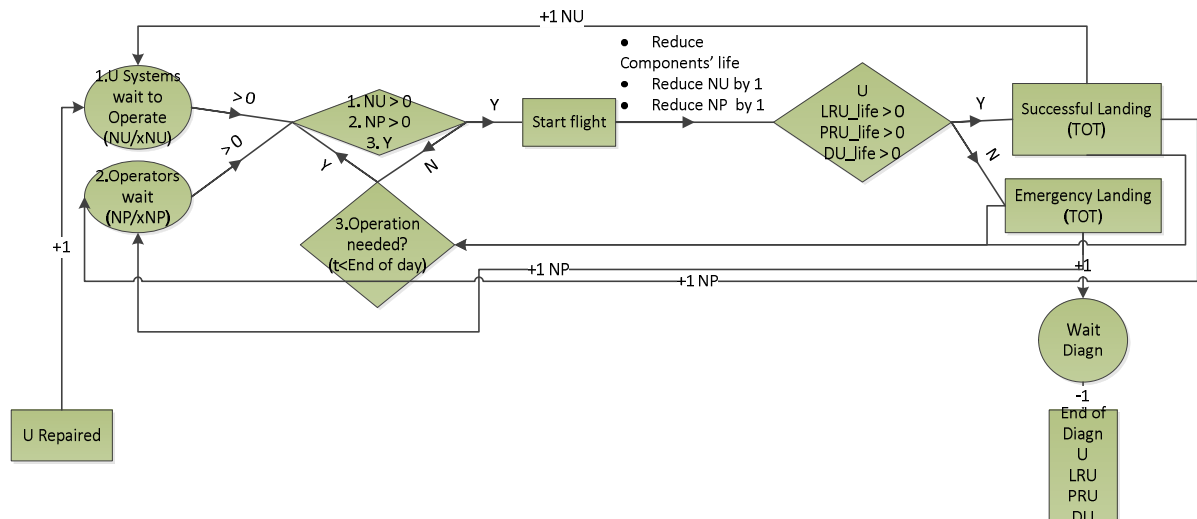 +1 NU
1.U Systems
wait to
Operate
(NU/xNU)
> 0
2.Operators
wait
(NP/xNP)
> 0
1. NU > 0
2. NP > 0
3. Y
Y
N
Y
3.Operation
needed?
(t<End of day)
Start flight
● Reduce
Components’ life
● Reduce NU by 1
● Reduce NP by 1
U
LRU_life > 0
PRU_life > 0
DU_life > 0
Y
N
Successful Landing
(TOT)
Emergency Landing
(TOT)
+1
+1 NP
+1 NP
+1
Wait
Diagn
-1
End of
Diagn
U
LRU
PRU
DU
U Repaired